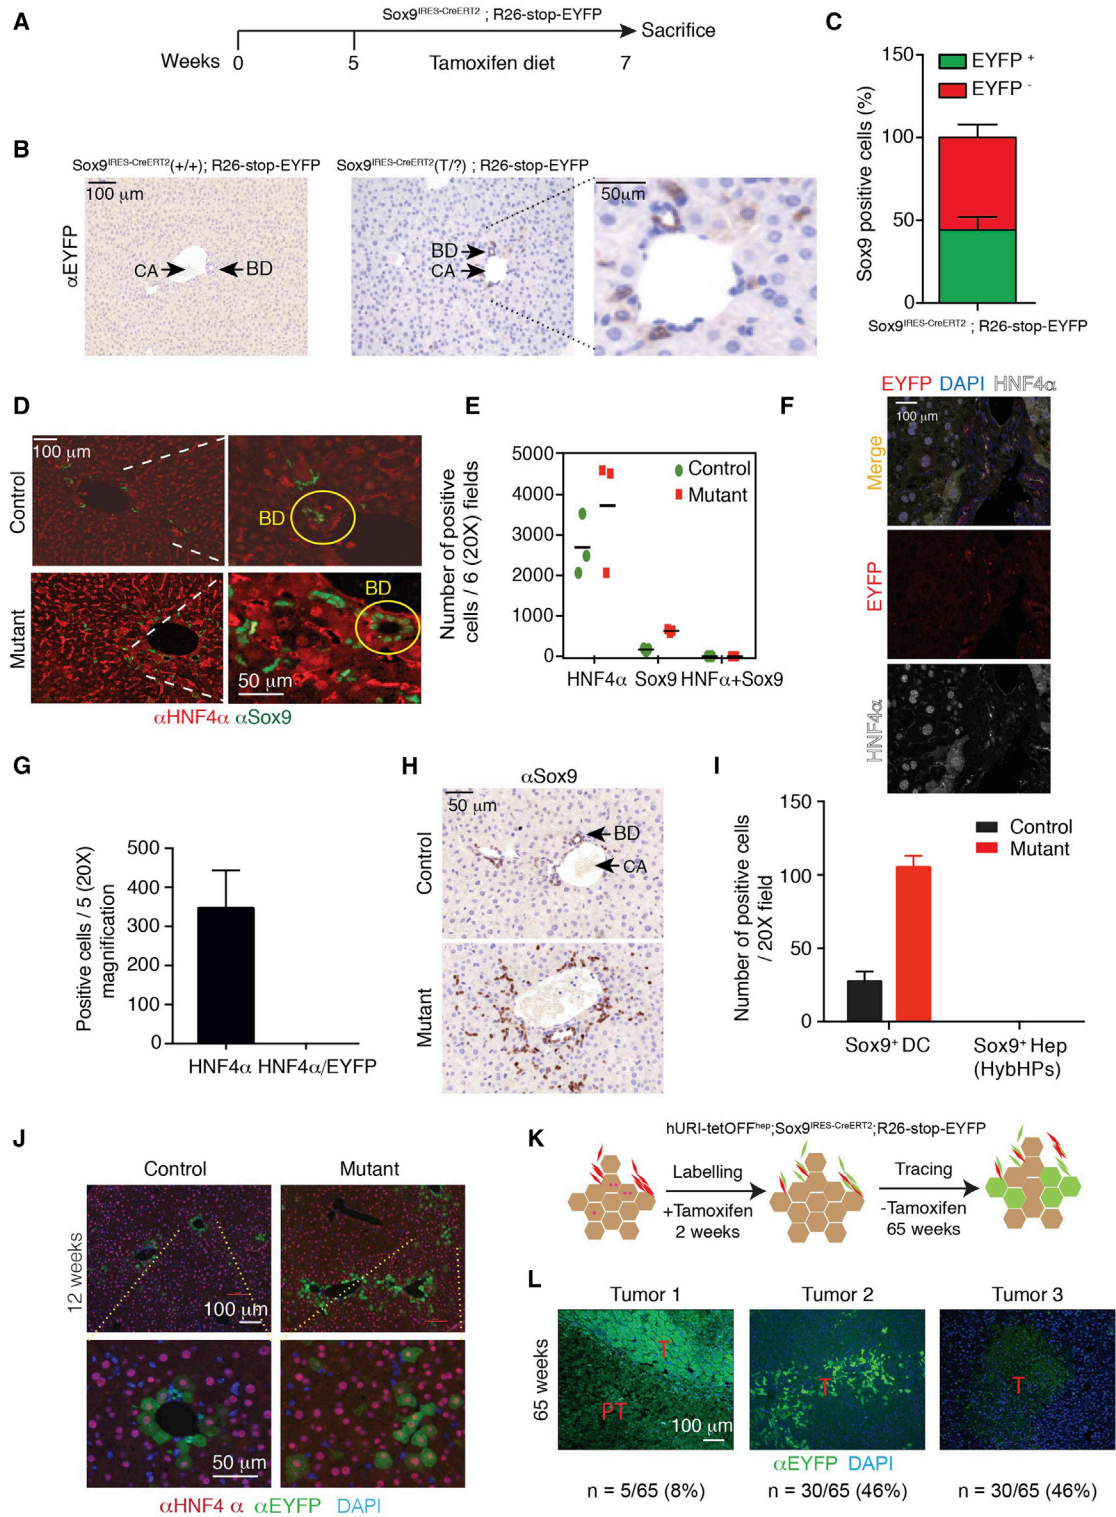 A
Sox9IRES-CreERT2 ; R26-stop-EYFP
Sacrifice
Weeks 0 5 Tamoxifen diet 7
B
Sox9IRES-CreERT2(+/+); R26-stop-EYFP
Sox9IRES-CreERT2(T/?) ; R26-stop-EYFP
αEYFP
100 μm
CA
BD
BD
CA
50μm
C
Sox9 positive cells (%)
150
100
50
0
EYFP +
EYFP -
Sox9IRES-CreERT2 ; R26-stop-EYFP
D
Control
Mutant
100 μm
BD
BD
50 μm
αHNF4α αSox9
E
Number of positive
cells / 6 (20X) fields
5000
4000
3000
2000
1000
0
Control
Mutant
HNF4α Sox9 HNFα+Sox9
F
EYFP DAPI HNF4α
100 μm
Merge
EYFP
HNF4α
G
Positive cells / 5 (20X)
magnification
500
400
300
200
100
0
HNF4α HNF4α/EYFP
H
αSox9
50 μm
Control
BD
CA
Mutant
I
Number of positive cells
/ 20X field
150
100
50
0
Control
Mutant
Sox9+ DC
Sox9+ Hep
(HybHPs)
J
Control
Mutant
12 weeks
100 μm
50 μm
αHNF4 α αEYFP DAPI
K
hURI-tetOFFhep;Sox9IRES-CreERT2;R26-stop-EYFP
Labelling
+Tamoxifen
2 weeks
Tracing
-Tamoxifen
65 weeks
L
Tumor 1
Tumor 2
Tumor 3
65 weeks
T
PT
100 μm
T
T
αEYFP DAPI
n = 5/65 (8%)
n = 30/65 (46%)
n = 30/65 (46%)